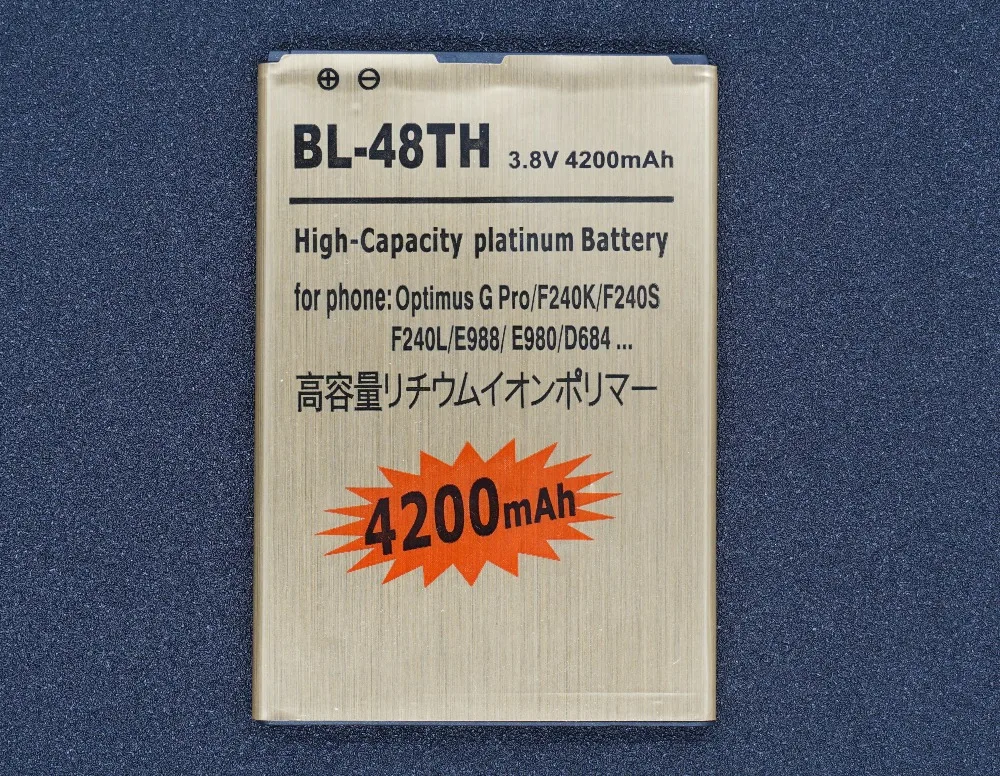 ⊕ ⊖
BL-48TH 3.8V 4200mAh
High-Capacity platinum Battery
for phone: Optimus G Pro/F240K/F240S
F240L/E988/ E980/D684 ...
高容量リチウムイオンポリマー
4200mAh